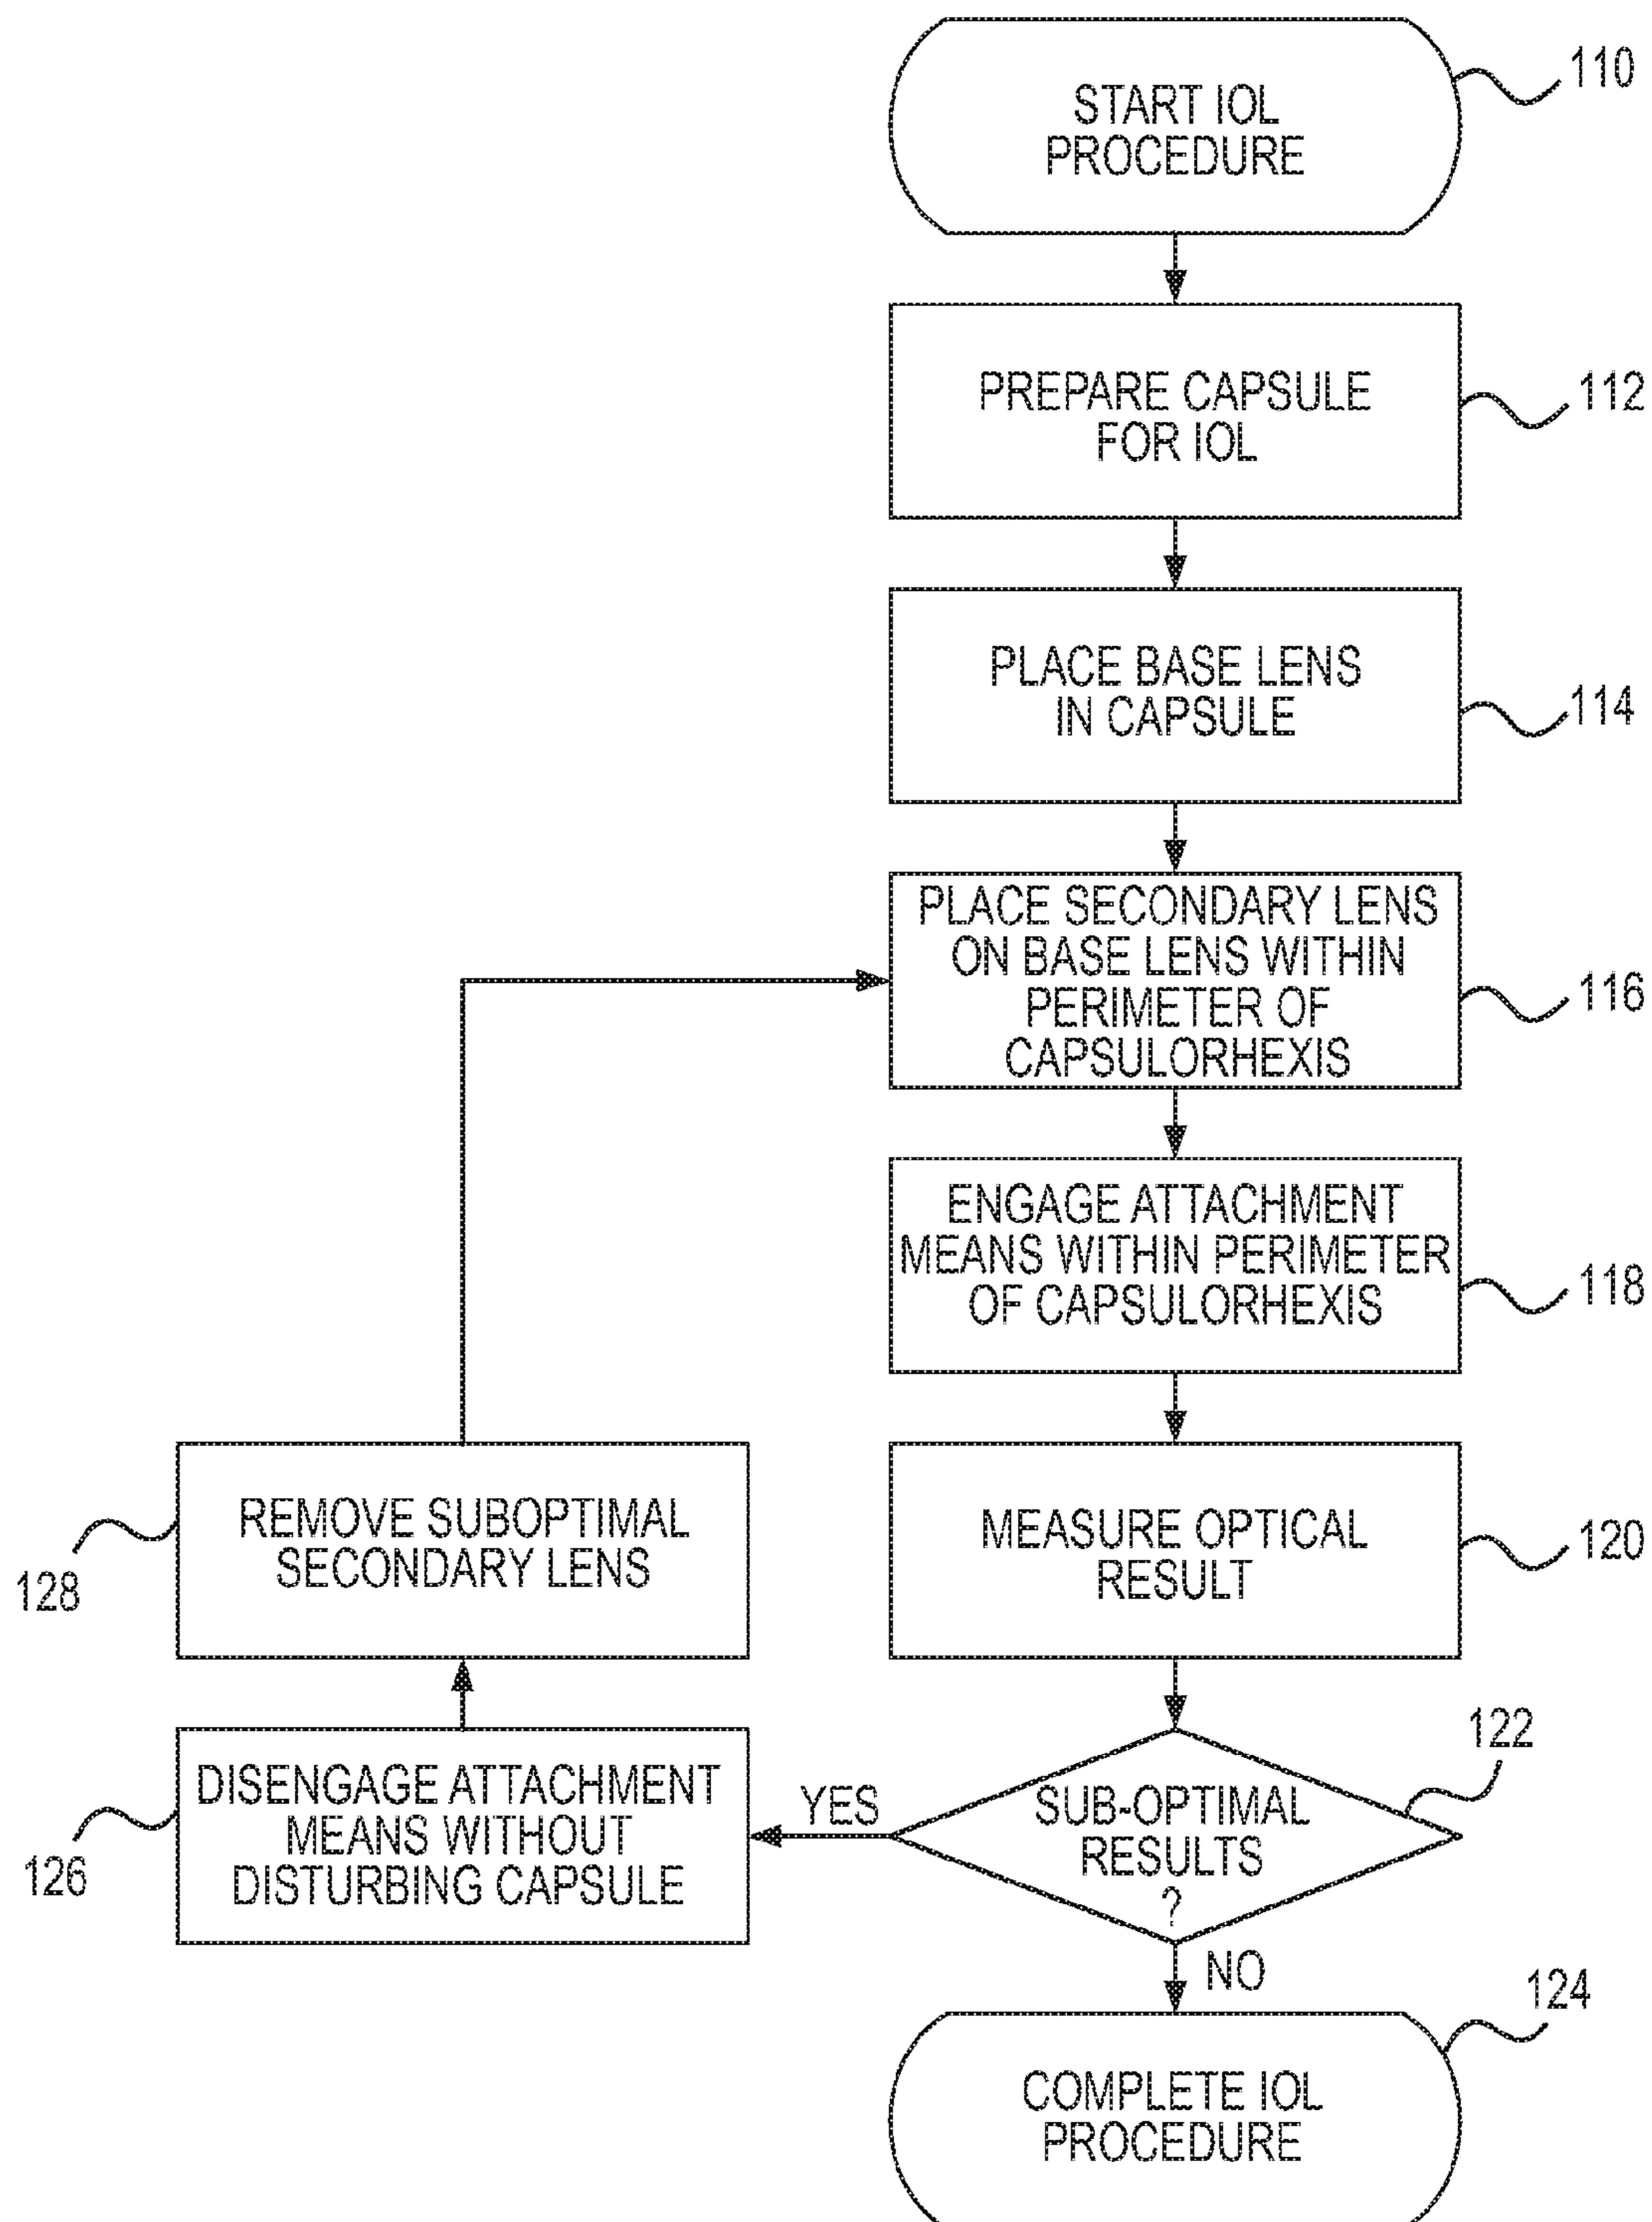 START IOL
PROCEDURE
110
PREPARE CAPSULE
FOR IOL
112
PLACE BASE LENS
IN CAPSULE
114
PLACE SECONDARY LENS
ON BASE LENS WITHIN
PERIMETER OF
CAPSULORHEXIS
116
ENGAGE ATTACHMENT
MEANS WITHIN PERIMETER
OF CAPSULORHEXIS
118
MEASURE OPTICAL
RESULT
120
SUB-OPTIMAL
RESULTS
?
122
YES
NO
DISENGAGE ATTACHMENT
MEANS WITHOUT
DISTURBING CAPSULE
126
REMOVE SUBOPTIMAL
SECONDARY LENS
128
COMPLETE IOL
PROCEDURE
124